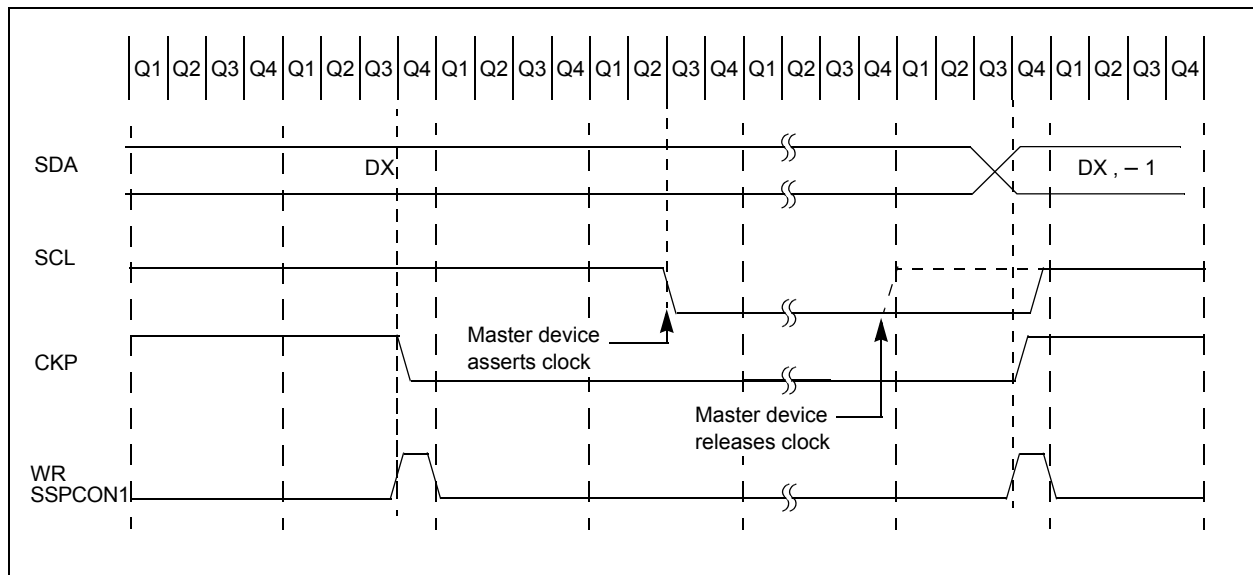 Q1 Q2 Q3 Q4 Q1 Q2 Q3 Q4 Q1 Q2 Q3 Q4 Q1 Q2 Q3 Q4 Q1 Q2 Q3 Q4 Q1 Q2 Q3 Q4 Q1 Q2 Q3 Q4
SDA
DX
DX , – 1
SCL
Master device
asserts clock
CKP
Master device
releases clock
WR
SSPCON1